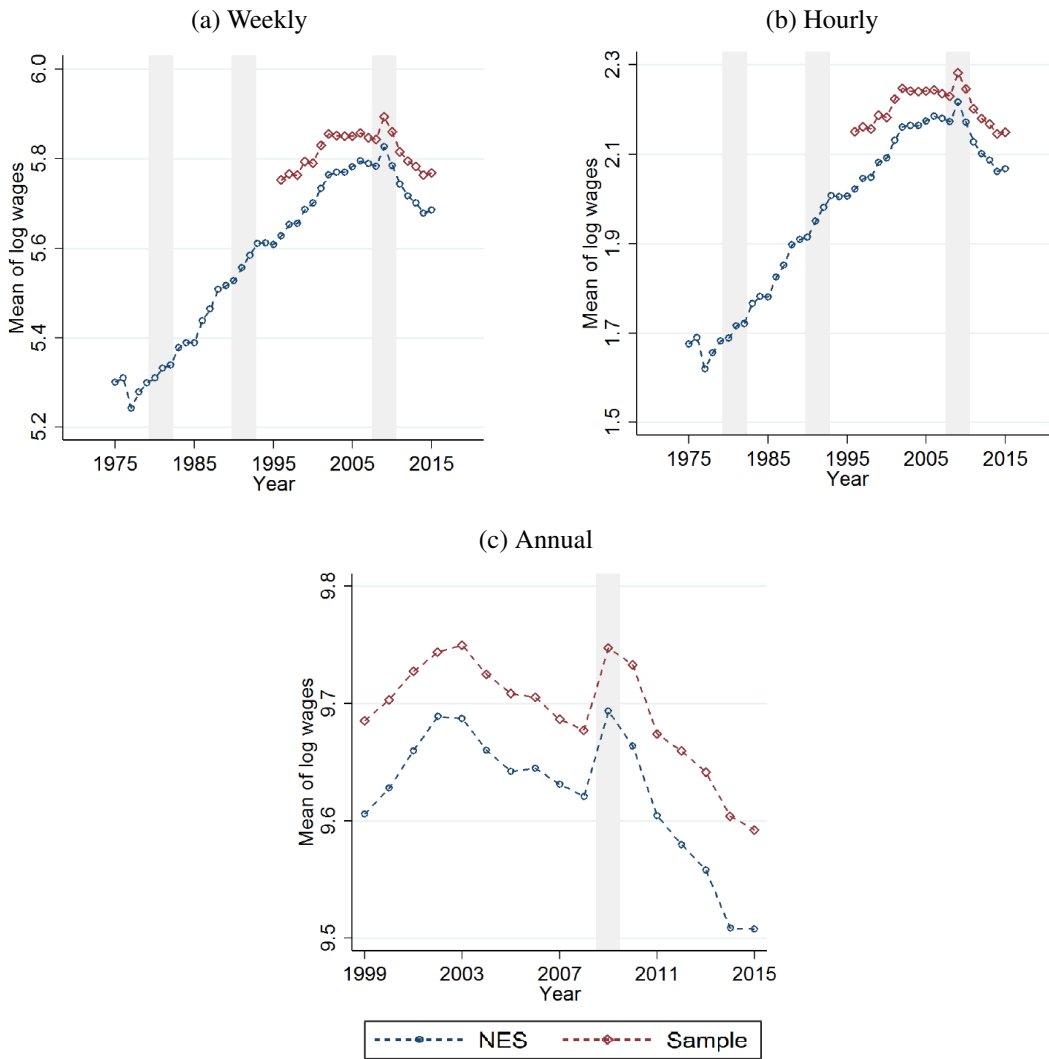 (a) Weekly
Mean of log wages
5.2 5.4 5.6 5.8 6.0
1975 1985 1995 2005 2015
Year
(b) Hourly
Mean of log wages
1.5 1.7 1.9 2.1 2.3
1975 1985 1995 2005 2015
Year
(c) Annual
Mean of log wages
9.5 9.6 9.7 9.8
1999 2003 2007 2011 2015
Year
NES Sample